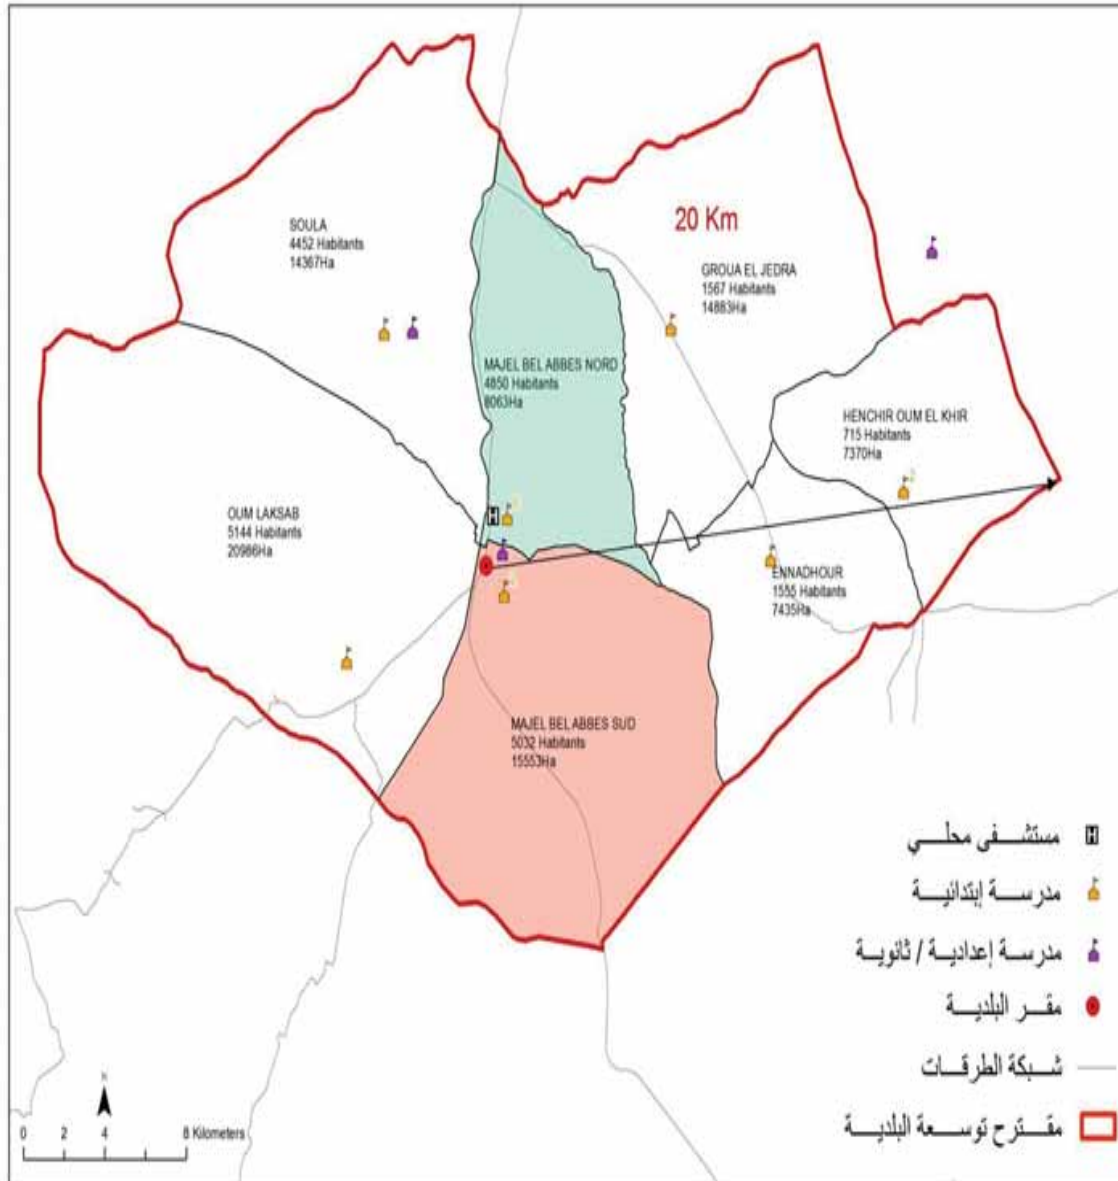 20 Km
SOULA
4452 Habitants
14367Ha
GROUA EL JEDRA
1567 Habitants
14883Ha
MAJEL BEL ABBES NORD
4850 Habitants
8063Ha
HENCHIR OUM EL KHIR
715 Habitants
7370Ha
OUM LAKSAB
5144 Habitants
20986Ha
ENNADHOUR
1555 Habitants
7435Ha
MAJEL BEL ABBES SUD
5032 Habitants
15553Ha
H
مستشفى محلي
مدرسة إبتدائية
مدرسة إعدادية / ثانوية
مقر البلدية
شبكة الطرقات
مقترح توسعة البلدية
N
0 2 4 8 Kilometers